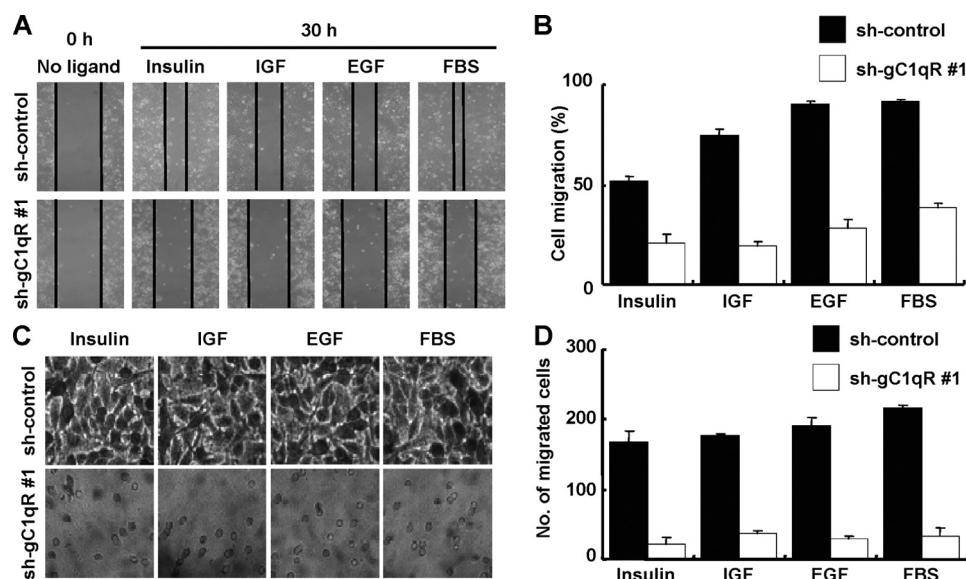 A
0 h
30 h
No ligand
Insulin
IGF
EGF
FBS
sh-control
sh-gC1qR #1
B
sh-control
sh-gC1qR #1
Cell migration (%)
100
50
0
Insulin
IGF
EGF
FBS
C
Insulin
IGF
EGF
FBS
sh-control
sh-gC1qR #1
D
sh-control
sh-gC1qR #1
No. of migrated cells
300
200
100
0
Insulin
IGF
EGF
FBS